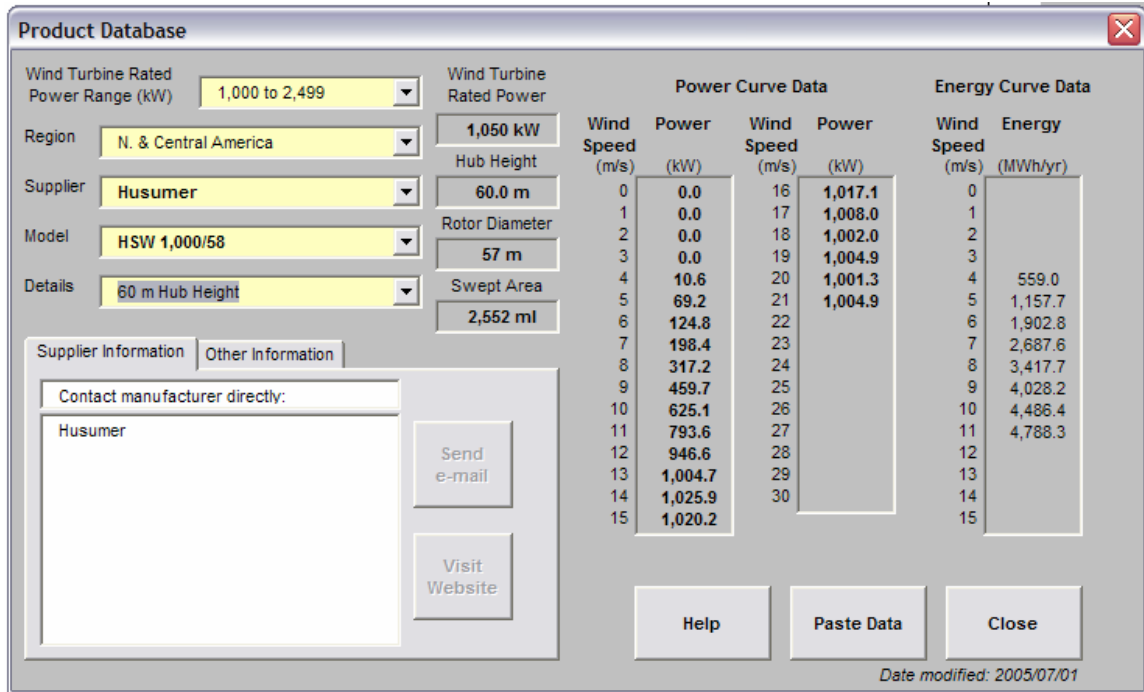 Product Database
Wind Turbine Rated
Power Range (kW)
1,000 to 2,499
Region
N. & Central America
Supplier
Husumer
Model
HSW 1,000/58
Details
60 m Hub Height
Wind Turbine
Rated Power
1,050 kW
Hub Height
60.0 m
Rotor Diameter
57 m
Swept Area
2,552 ml
Supplier Information
Other Information
Contact manufacturer directly:
Husumer
Send
e-mail
Visit
Website
Power Curve Data
Wind Power Wind Power
Speed Speed
(m/s) (kW) (m/s) (kW)
0 0.0 16 1,017.1
1 0.0 17 1,008.0
2 0.0 18 1,002.0
3 0.0 19 1,004.9
4 10.6 20 1,001.3
5 69.2 21 1,004.9
6 124.8 22
7 198.4 23
8 317.2 24
9 459.7 25
10 625.1 26
11 793.6 27
12 946.6 28
13 1,004.7 29
14 1,025.9 30
15 1,020.2
Energy Curve Data
Wind Energy
Speed
(m/s) (MWh/yr)
0
1
2
3
4 559.0
5 1,157.7
6 1,902.8
7 2,687.6
8 3,417.7
9 4,028.2
10 4,486.4
11 4,788.3
12
13
14
15
Help
Paste Data
Close
Date modified: 2005/07/01